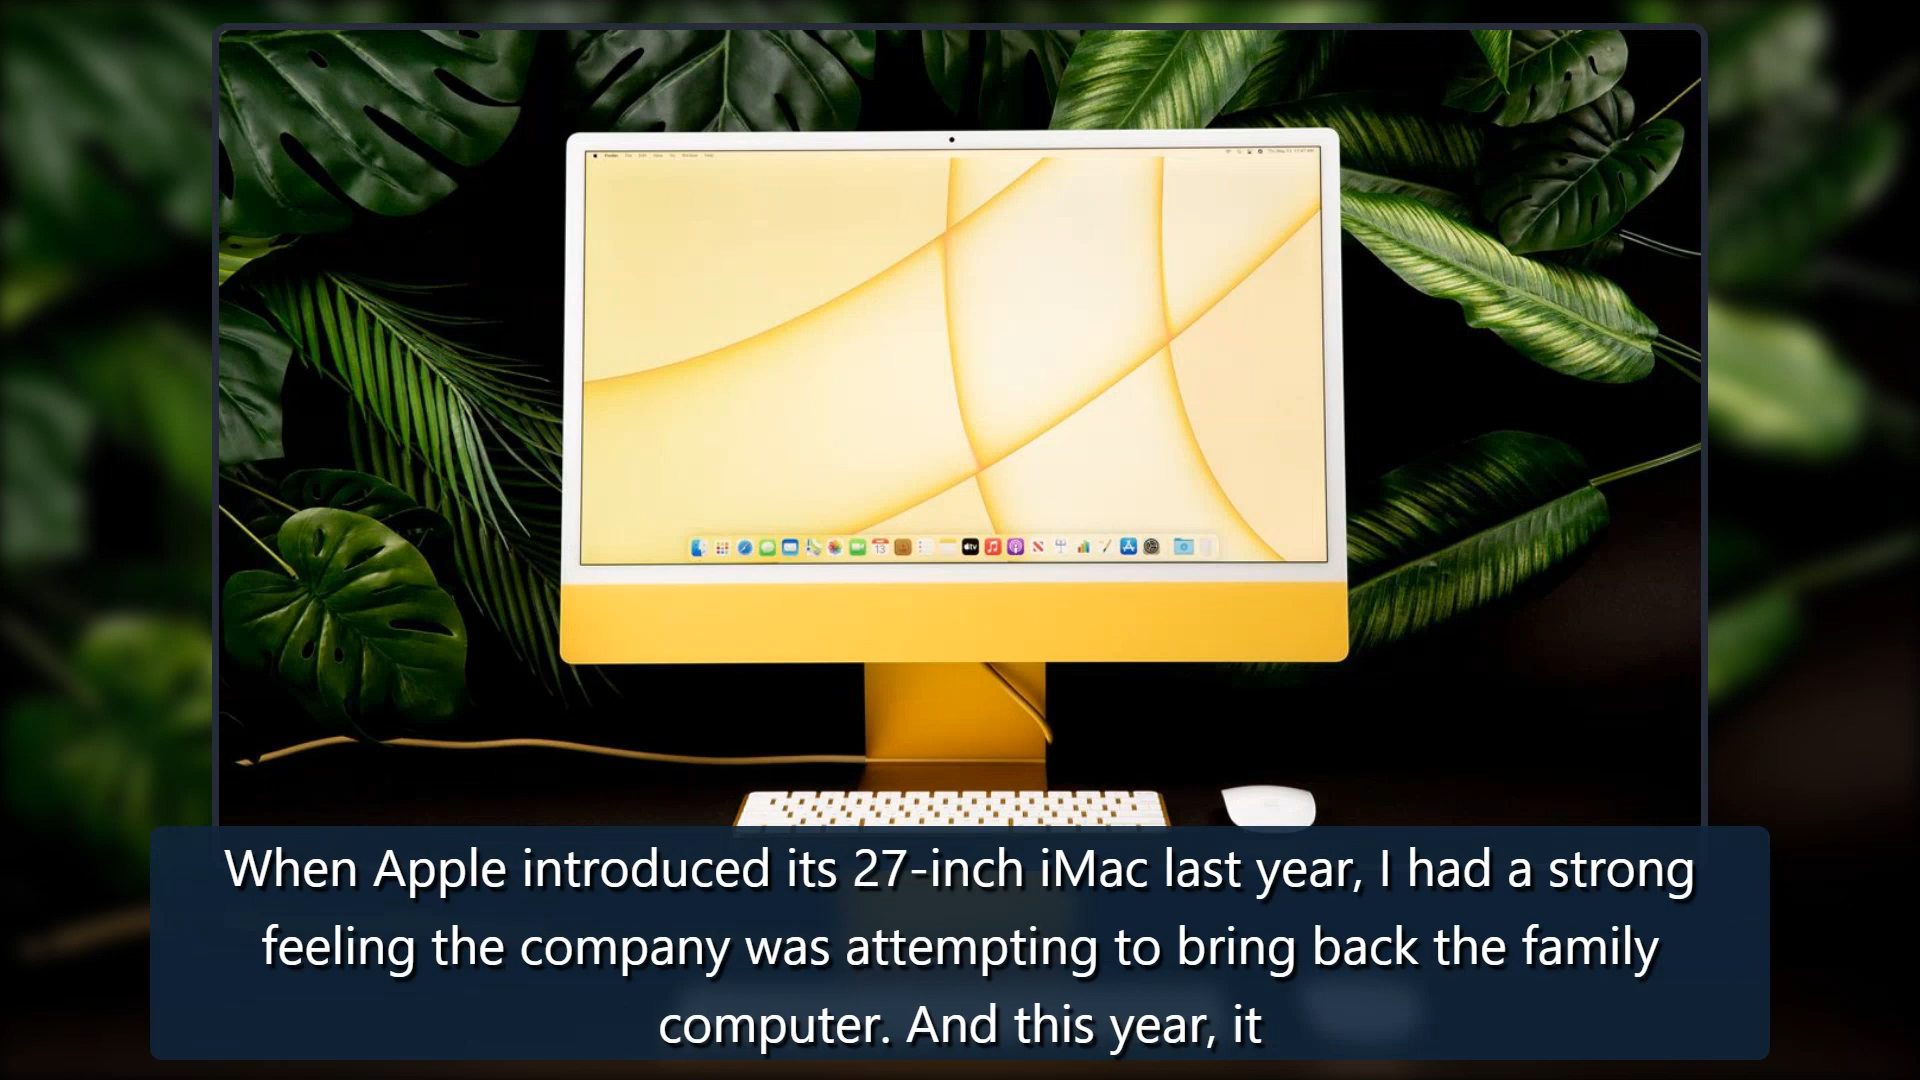 When Apple introduced its 27-inch iMac last year, I had a strong
feeling the company was attempting to bring back the family
computer. And this year, it